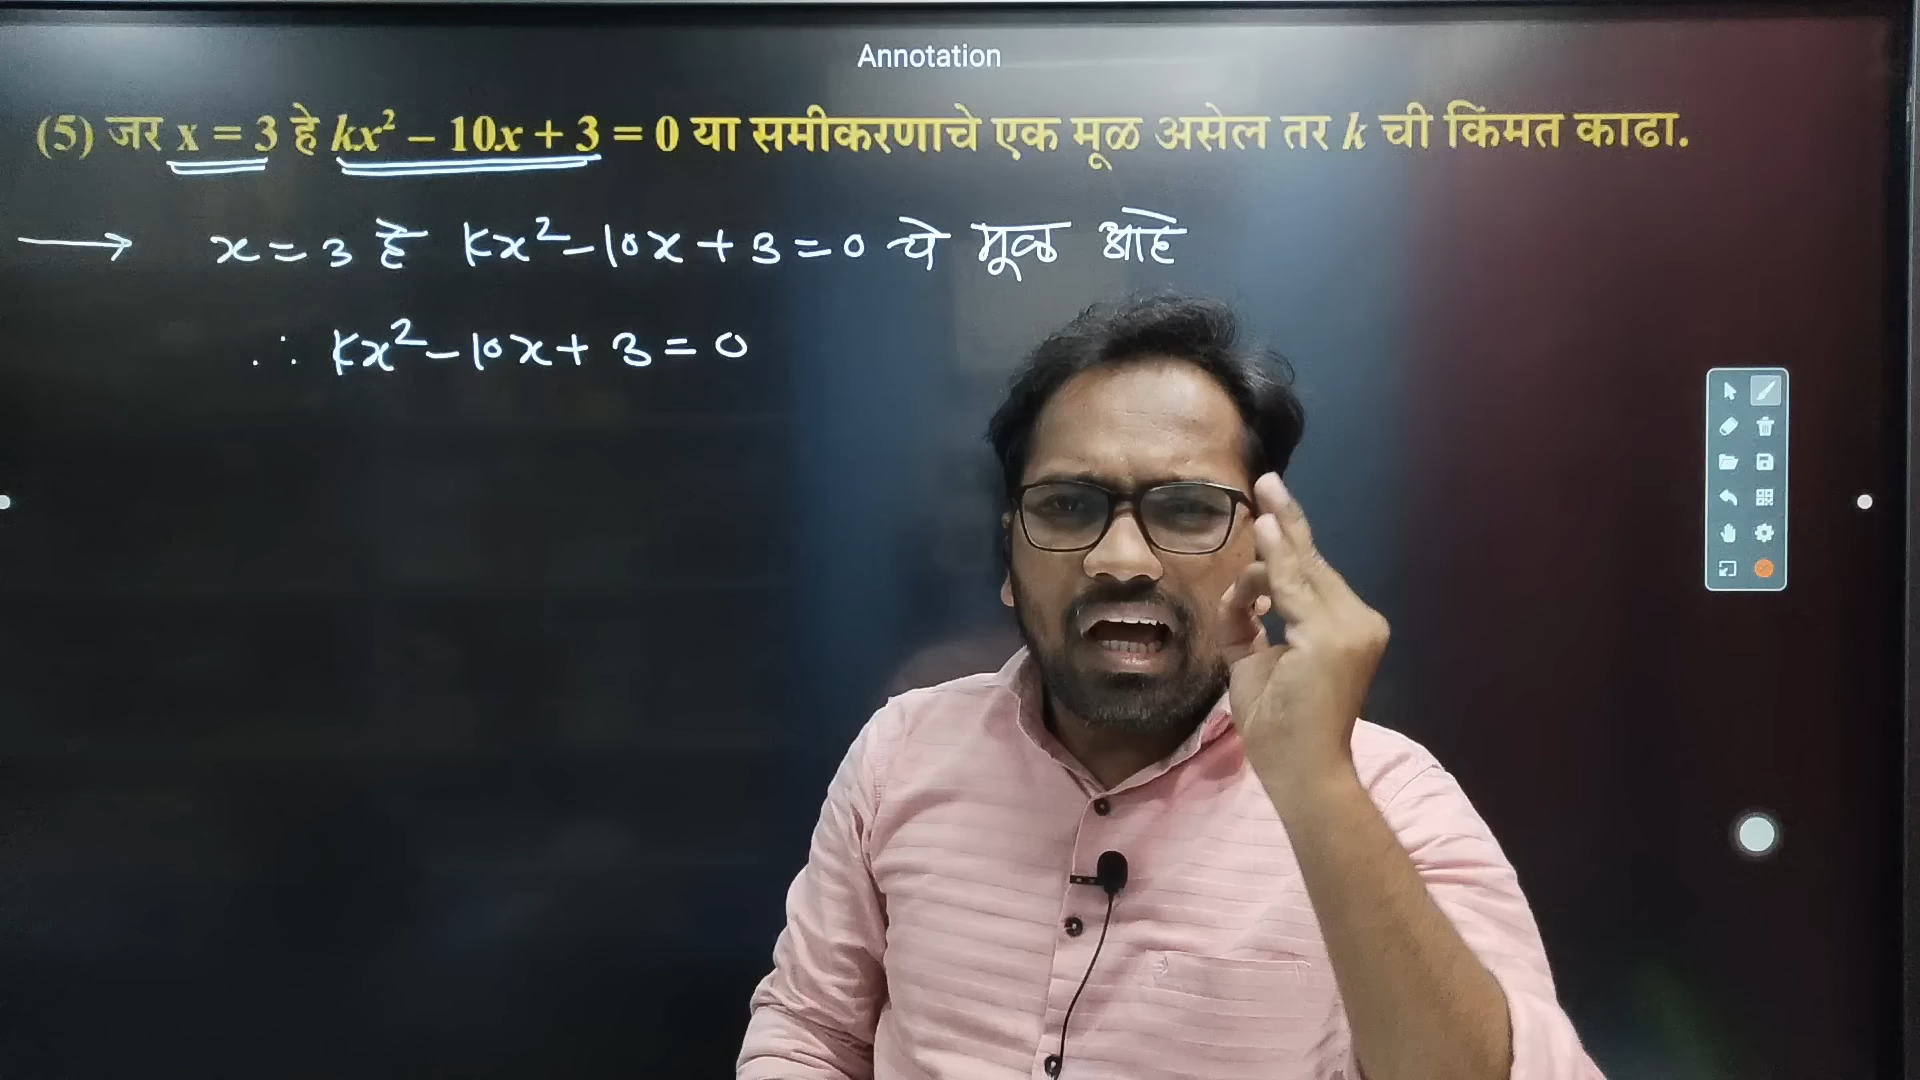 Annotation
(5) जर x = 3 हे kx² – 10x + 3 = 0 या समीकरणाचे एक मूळ असेल तर k ची किंमत काढा.
→ x = 3 हे kx² – 10x + 3 = 0 चे मूळ आहे
∴ kx² – 10x + 3 = 0